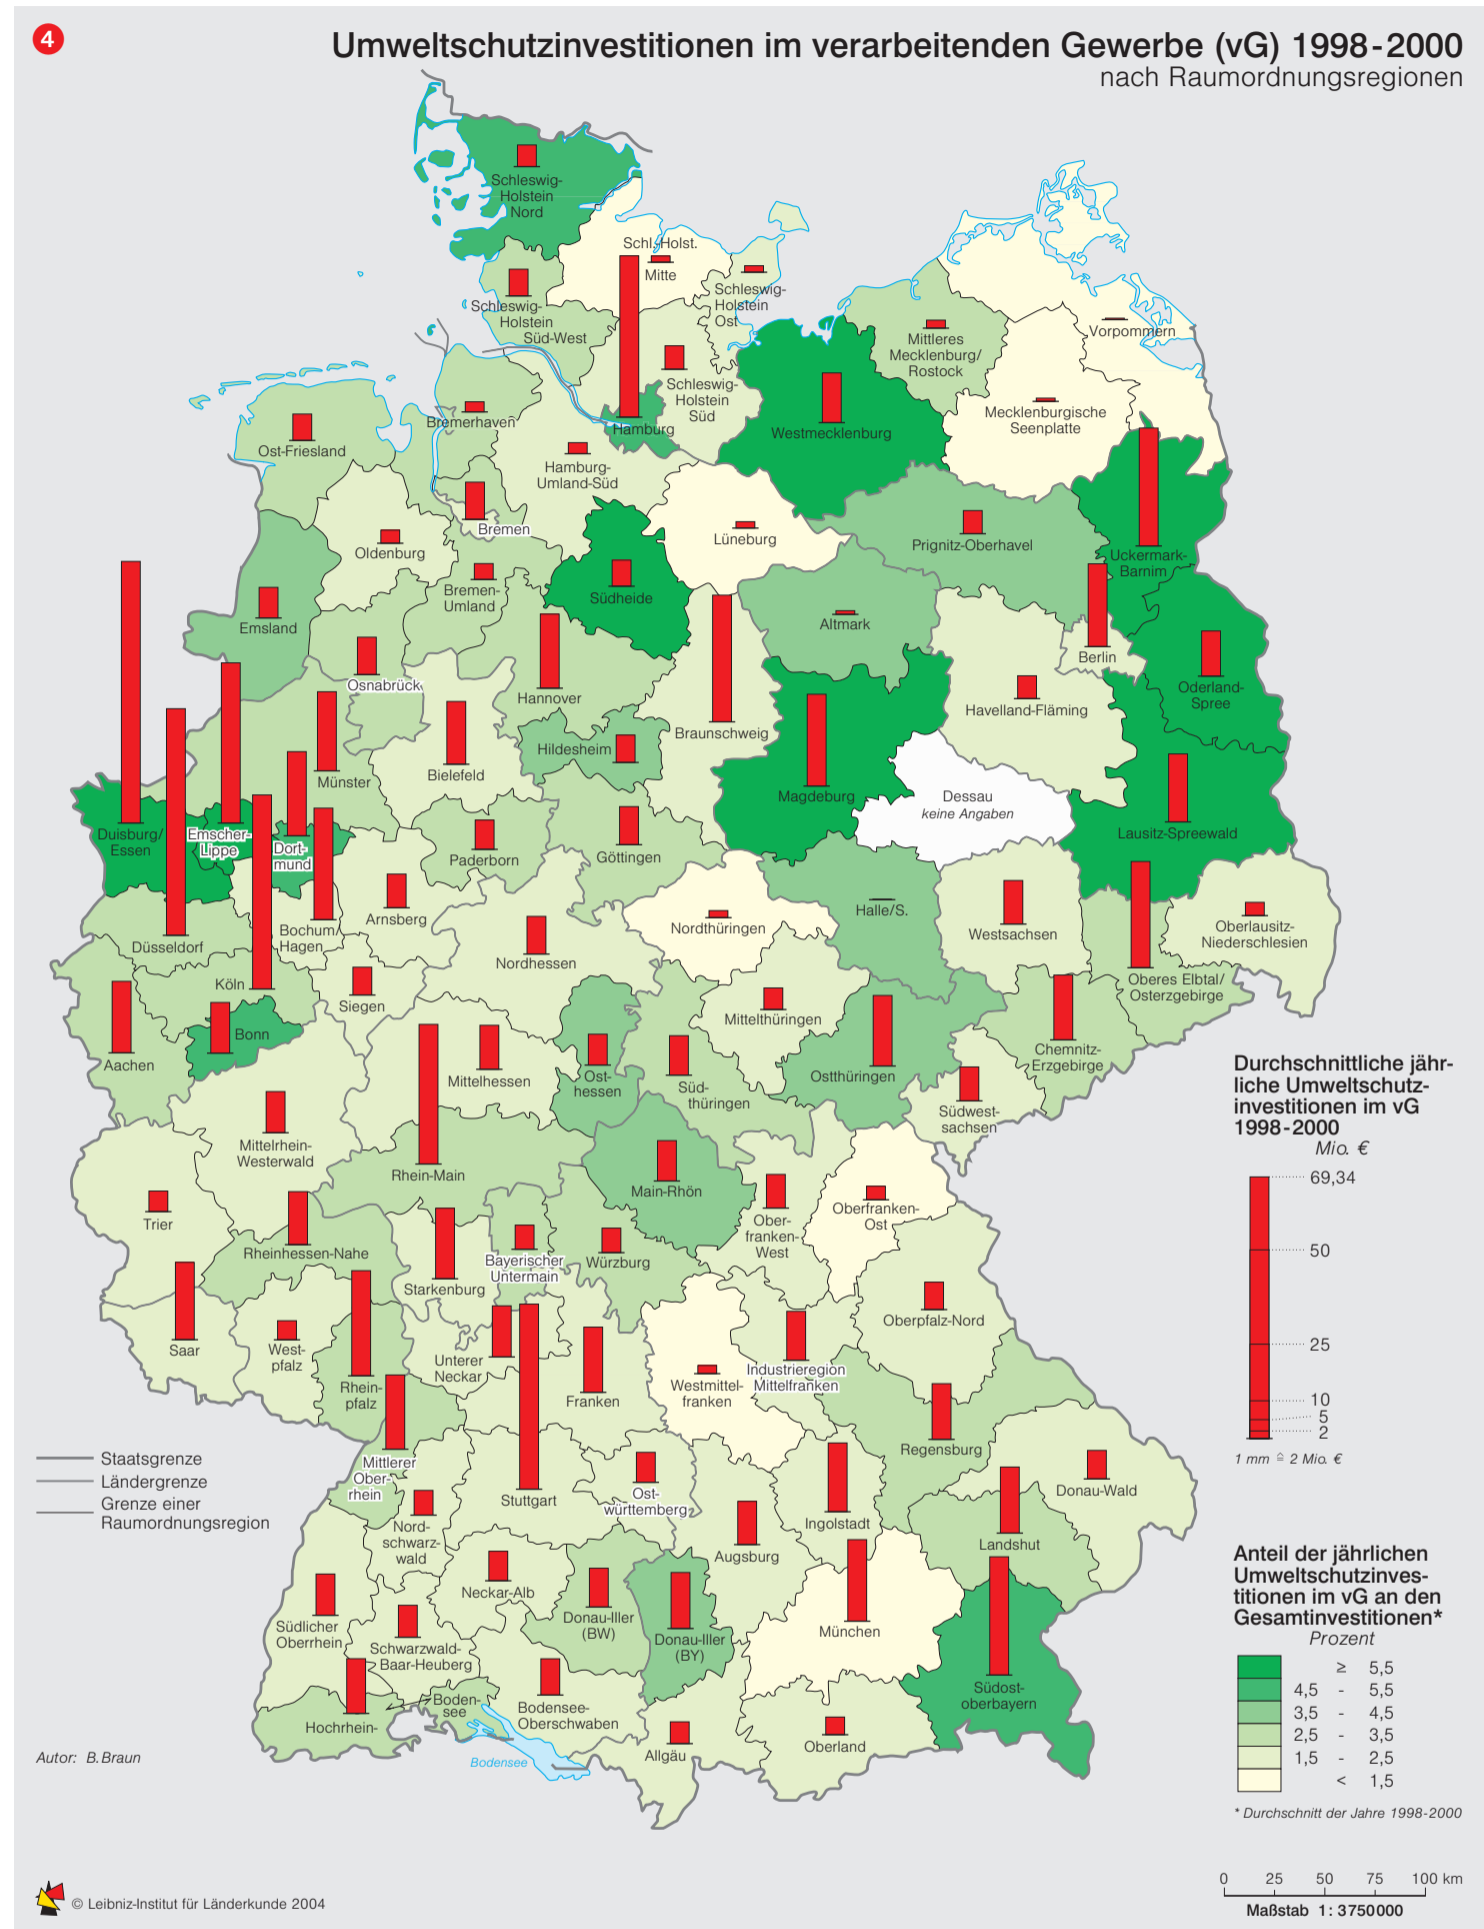 4
Umweltschutzinvestitionen im verarbeitenden Gewerbe (vG) 1998-2000
nach Raumordnungsregionen
Schleswig-
Holstein
Nord
Schl.-Holst.
Mitte
Schleswig-
Holstein
Ost
Schleswig-
Holstein
Süd-West
Vorpommern
Mittleres
Mecklenburg/
Rostock
Schleswig-
Holstein
Süd
Mecklenburgische
Seenplatte
Bremerhaven
Hamburg
Westmecklenburg
Ost-Friesland
Hamburg-
Umland-Süd
Bremen
Lüneburg
Prignitz-Oberhavel
Oldenburg
Uckermark-
Barnim
Bremen-
Umland
Südheide
Emsland
Altmark
Berlin
Osnabrück
Hannover
Oderland-
Spree
Havelland-Fläming
Braunschweig
Hildesheim
Bielefeld
Münster
Magdeburg
Dessau
keine Angaben
Duisburg/
Essen
Emscher-
Lippe
Dort-
mund
Lausitz-Spreewald
Paderborn
Göttingen
Arnsberg
Halle/S.
Nordthüringen
Westsachsen
Oberlausitz-
Niederschlesien
Bochum/
Hagen
Düsseldorf
Nordhessen
Köln
Siegen
Oberes Elbtal/
Osterzgebirge
Mittelthüringen
Bonn
Aachen
Mittelhessen
Ost-
hessen
Süd-
thüringen
Ostthüringen
Chemnitz-
Erzgebirge
Südwest-
sachsen
Mittelrhein-
Westerwald
Rhein-Main
Main-Rhön
Trier
Oberfranken-
Ost
Ober-
franken-
West
Rheinhessen-Nahe
Bayerischer
Untermain
Würzburg
Starkenburg
Oberpfalz-Nord
Saar
West-
pfalz
Unterer
Neckar
Industrieregion
Mittelfranken
Rhein-
pfalz
Franken
Westmittel-
franken
Regensburg
Mittlerer
Ober-
rhein
Stuttgart
Ost-
württemberg
Donau-Wald
Ingolstadt
Nord-
schwarz-
wald
Augsburg
Landshut
Neckar-Alb
Südlicher
Oberrhein
Donau-Iller
(BW)
Donau-Iller
(BY)
München
Schwarzwald-
Baar-Heuberg
Südost-
oberbayern
Boden-
see
Bodensee-
Oberschwaben
Hochrhein-
Allgäu
Oberland
Bodensee
Staatsgrenze
Ländergrenze
Grenze einer
Raumordnungsregion
Autor: B.Braun
Durchschnittliche jähr-
liche Umweltschutz-
investitionen im vG
1998-2000
Mio. €
69,34
50
25
10
5
2
1 mm ≙ 2 Mio. €
Anteil der jährlichen
Umweltschutzinves-
titionen im vG an den
Gesamtinvestitionen*
Prozent
≥ 5,5
4,5 - 5,5
3,5 - 4,5
2,5 - 3,5
1,5 - 2,5
< 1,5
* Durchschnitt der Jahre 1998-2000
© Leibniz-Institut für Länderkunde 2004
0 25 50 75 100 km
Maßstab 1: 3750000